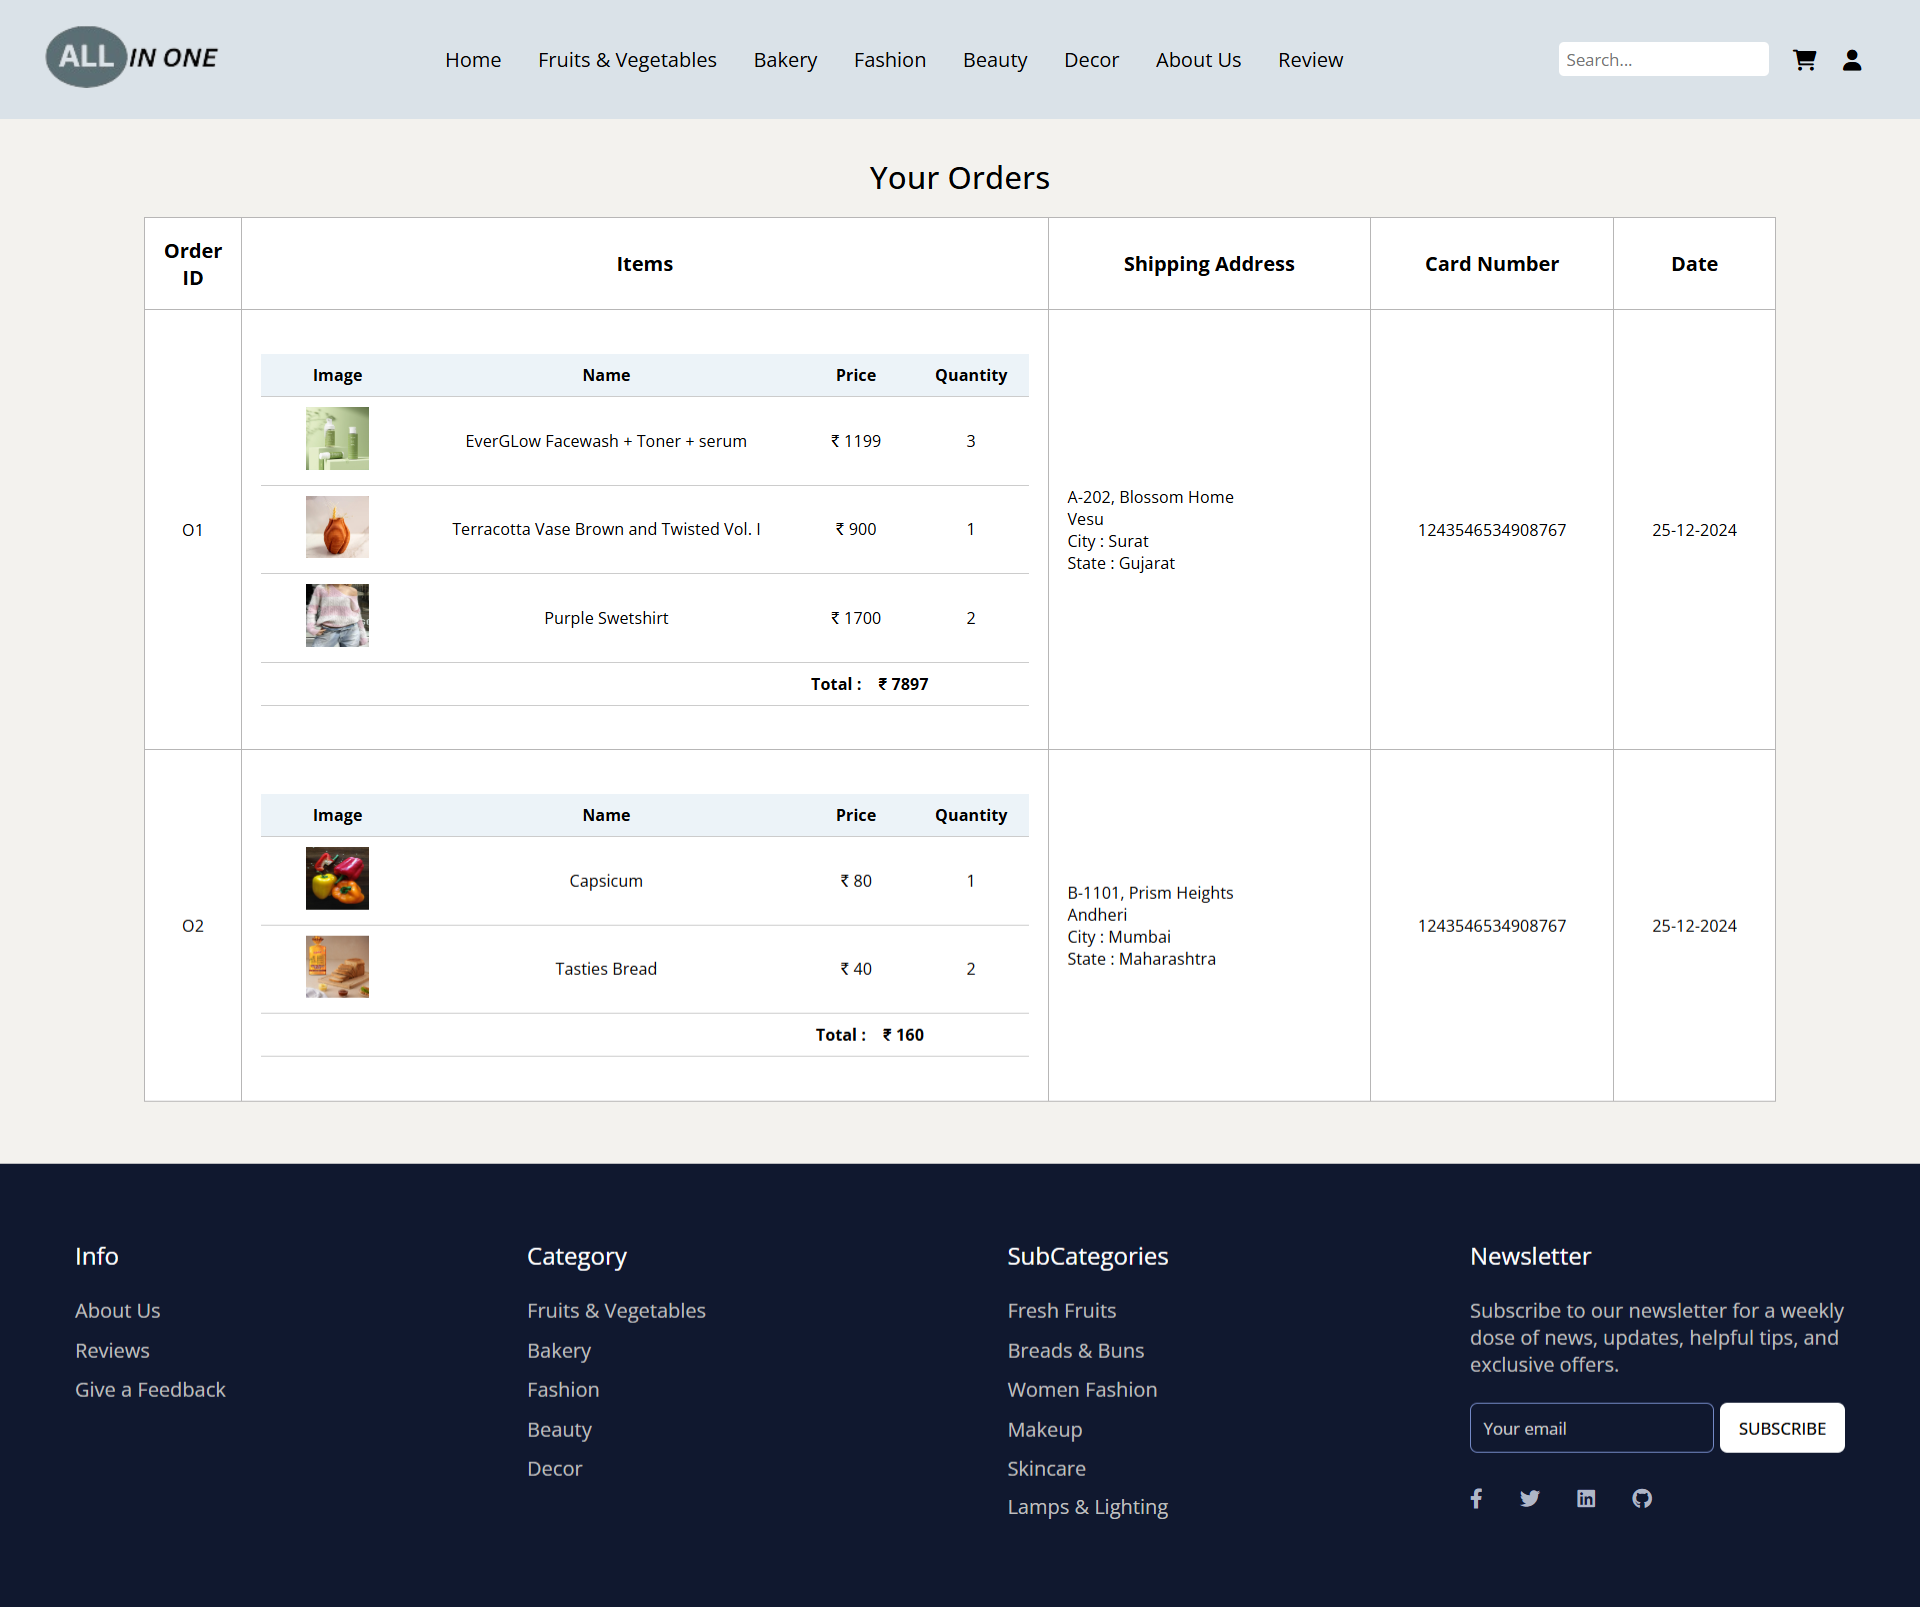 ALL IN ONE
Home Fruits & Vegetables Bakery Fashion Beauty Decor About Us Review
Search...
Your Orders
Order ID Items Shipping Address Card Number Date
O1
Image Name Price Quantity
EverGLow Facewash + Toner + serum ₹ 1199 3
Terracotta Vase Brown and Twisted Vol. I ₹ 900 1
Purple Swetshirt ₹ 1700 2
Total : ₹ 7897
A-202, Blossom Home
Vesu
City : Surat
State : Gujarat
1243546534908767
25-12-2024
O2
Image Name Price Quantity
Capsicum ₹ 80 1
Tasties Bread ₹ 40 2
Total : ₹ 160
B-1101, Prism Heights
Andheri
City : Mumbai
State : Maharashtra
1243546534908767
25-12-2024
Info
About Us
Reviews
Give a Feedback
Category
Fruits & Vegetables
Bakery
Fashion
Beauty
Decor
SubCategories
Fresh Fruits
Breads & Buns
Women Fashion
Makeup
Skincare
Lamps & Lighting
Newsletter
Subscribe to our newsletter for a weekly
dose of news, updates, helpful tips, and
exclusive offers.
Your email
SUBSCRIBE